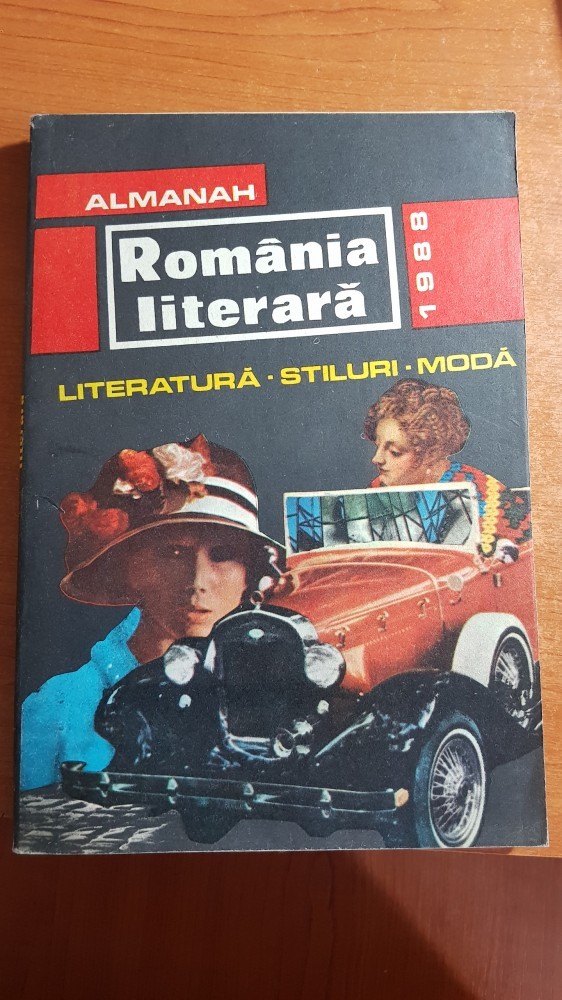 ALMANAH
România
literară
1988
LITERATURĂ · STILURI · MODĂ